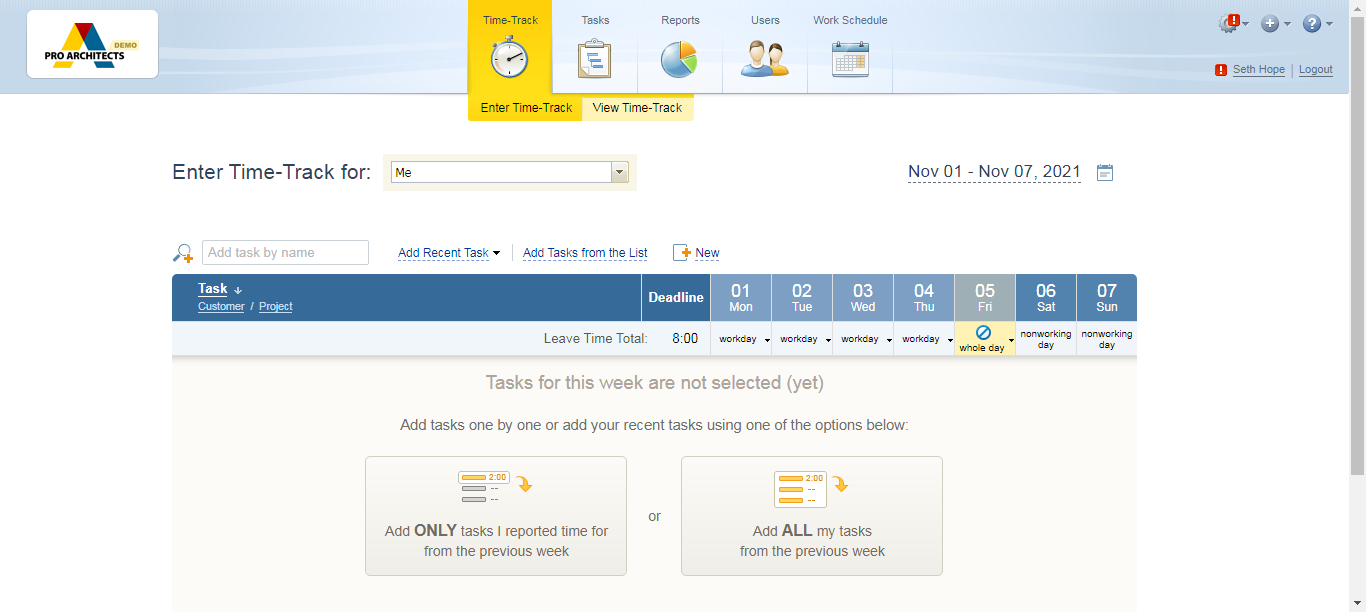 PRO ARCHITECTS
DEMO
Time-Track
Tasks
Reports
Users
Work Schedule
Seth Hope | Logout
Enter Time-Track
View Time-Track
Enter Time-Track for:
Me
Nov 01 - Nov 07, 2021
Add task by name
Add Recent Task
Add Tasks from the List
New
Task
Customer / Project
Deadline
01
Mon
02
Tue
03
Wed
04
Thu
05
Fri
06
Sat
07
Sun
Leave Time Total:
8:00
workday
workday
workday
workday
whole day
nonworking
day
nonworking
day
Tasks for this week are not selected (yet)
Add tasks one by one or add your recent tasks using one of the options below:
2:00
--
--
Add ONLY tasks I reported time for
from the previous week
or
2:00
--
--
Add ALL my tasks
from the previous week